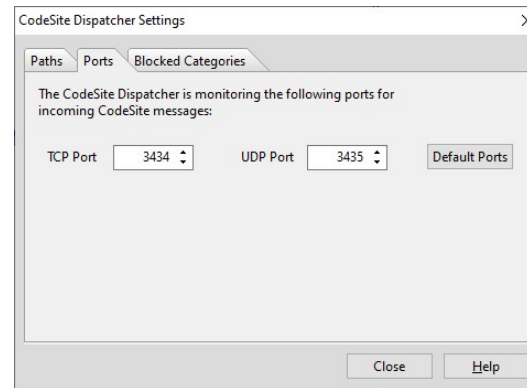 CodeSite Dispatcher Settings
Paths Ports Blocked Categories
The CodeSite Dispatcher is monitoring the following ports for
incoming CodeSite messages:
TCP Port 3434 UDP Port 3435 Default Ports
Close Help